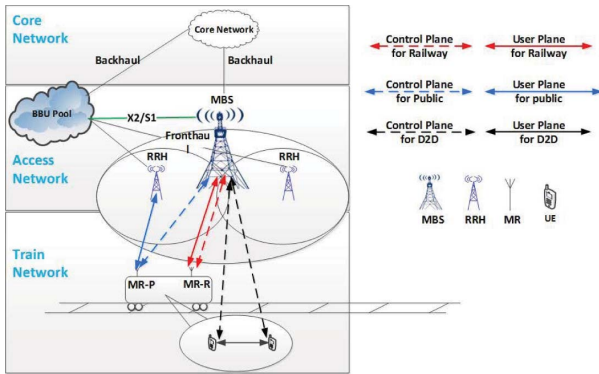 Core
Network
Core Network
Backhaul
Backhaul
MBS
BBU Pool
X2/S1
Fronthau
l
RRH
RRH
Access
Network
Train
Network
MR-P
MR-R
Control Plane
for Railway
User Plane
for Railway
Control Plane
for Public
User Plane
for public
Control Plane
for D2D
User Plane
for D2D
MBS
RRH
MR
UE